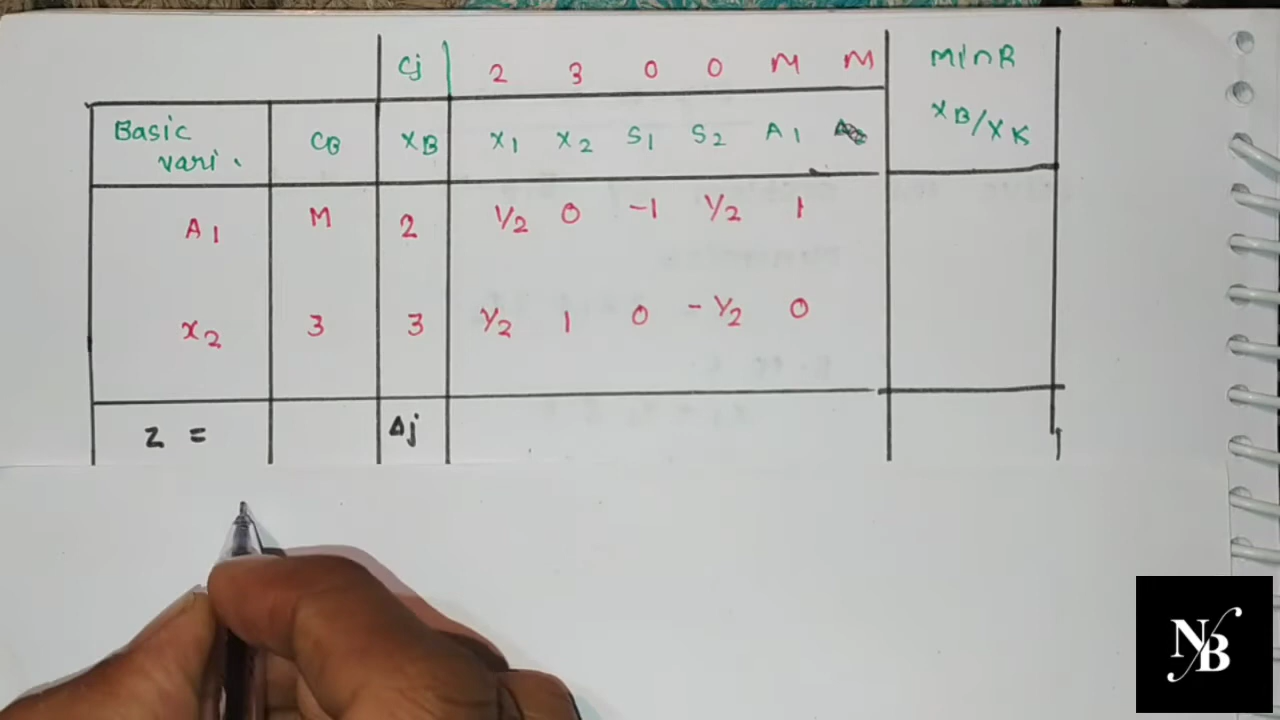 Cj 2 3 0 0 M M MinR
Basic vari. CB XB X1 X2 S1 S2 A1 XB/XK
A1 M 2 1/2 0 -1 1/2 1
X2 3 3 1/2 1 0 -1/2 0
Z = Δj
NB